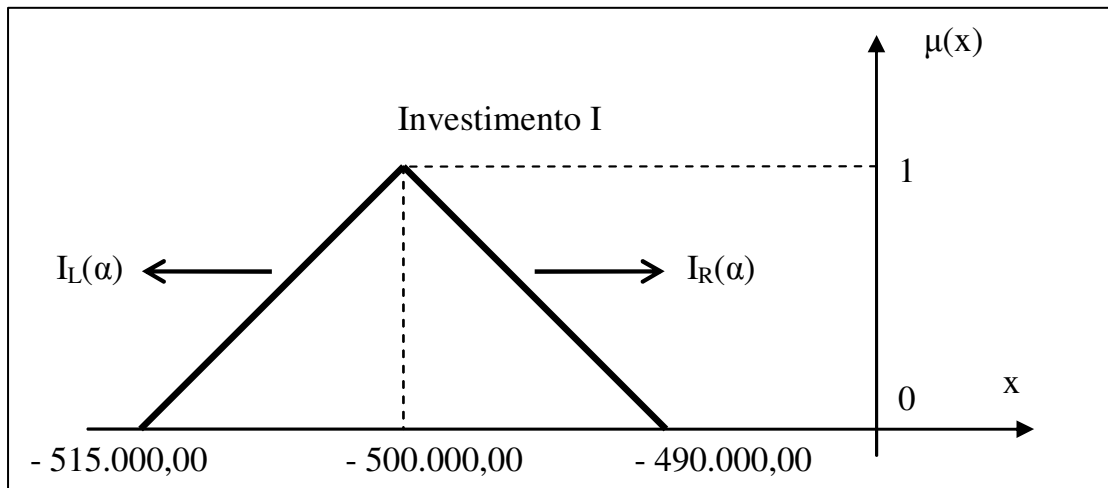 μ(x)
Investimento I
1
I_L(α)
I_R(α)
0
x
- 515.000,00
- 500.000,00
- 490.000,00